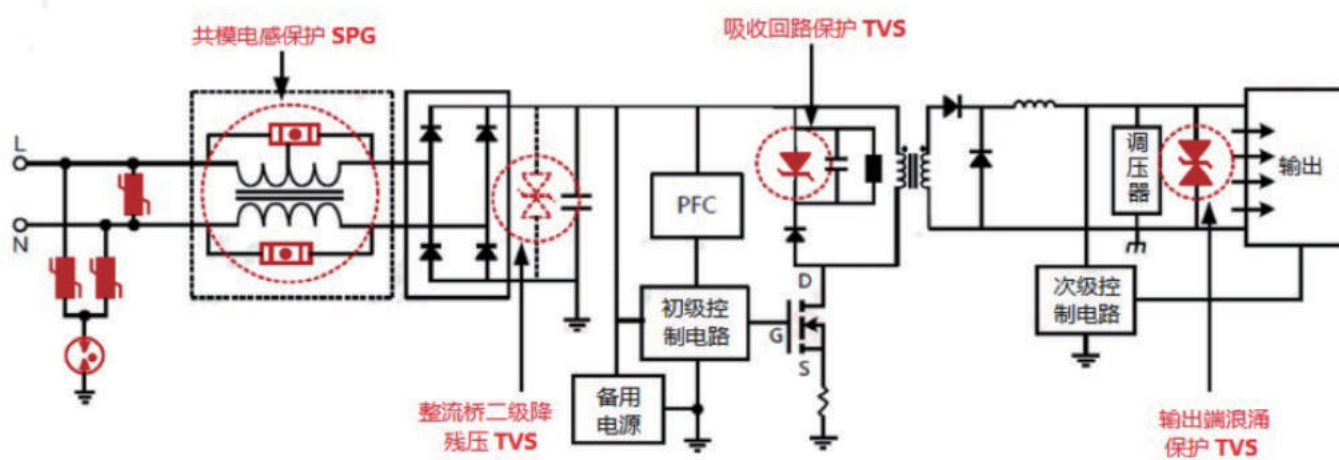 共模电感保护 SPG
吸收回路保护 TVS
L
N
PFC
初级控
制电路
备用
电源
D
G
S
调
压
器
输出
次级控
制电路
整流桥二级降
残压 TVS
输出端浪涌
保护 TVS